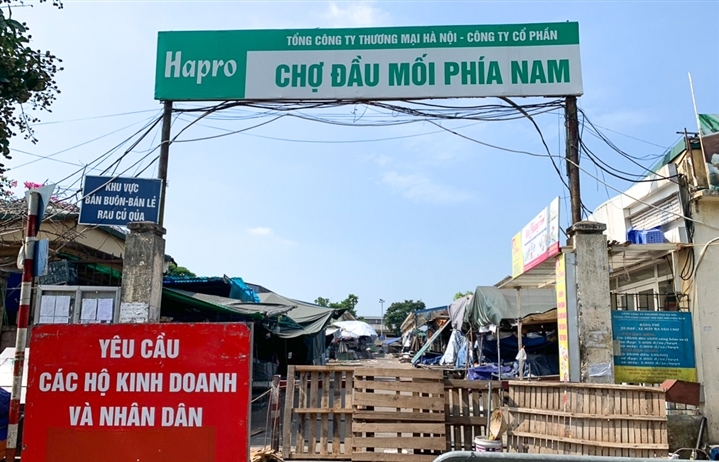 Hapro
TỔNG CÔNG TY THƯƠNG MẠI HÀ NỘI - CÔNG TY CỔ PHẦN
CHỢ ĐẦU MỐI PHÍA NAM
KHU VỰC
BÁN BUÔN-BÁN LẺ
RAU CỦ QUẢ
YÊU CẦU
CÁC HỘ KINH DOANH
VÀ NHÂN DÂN